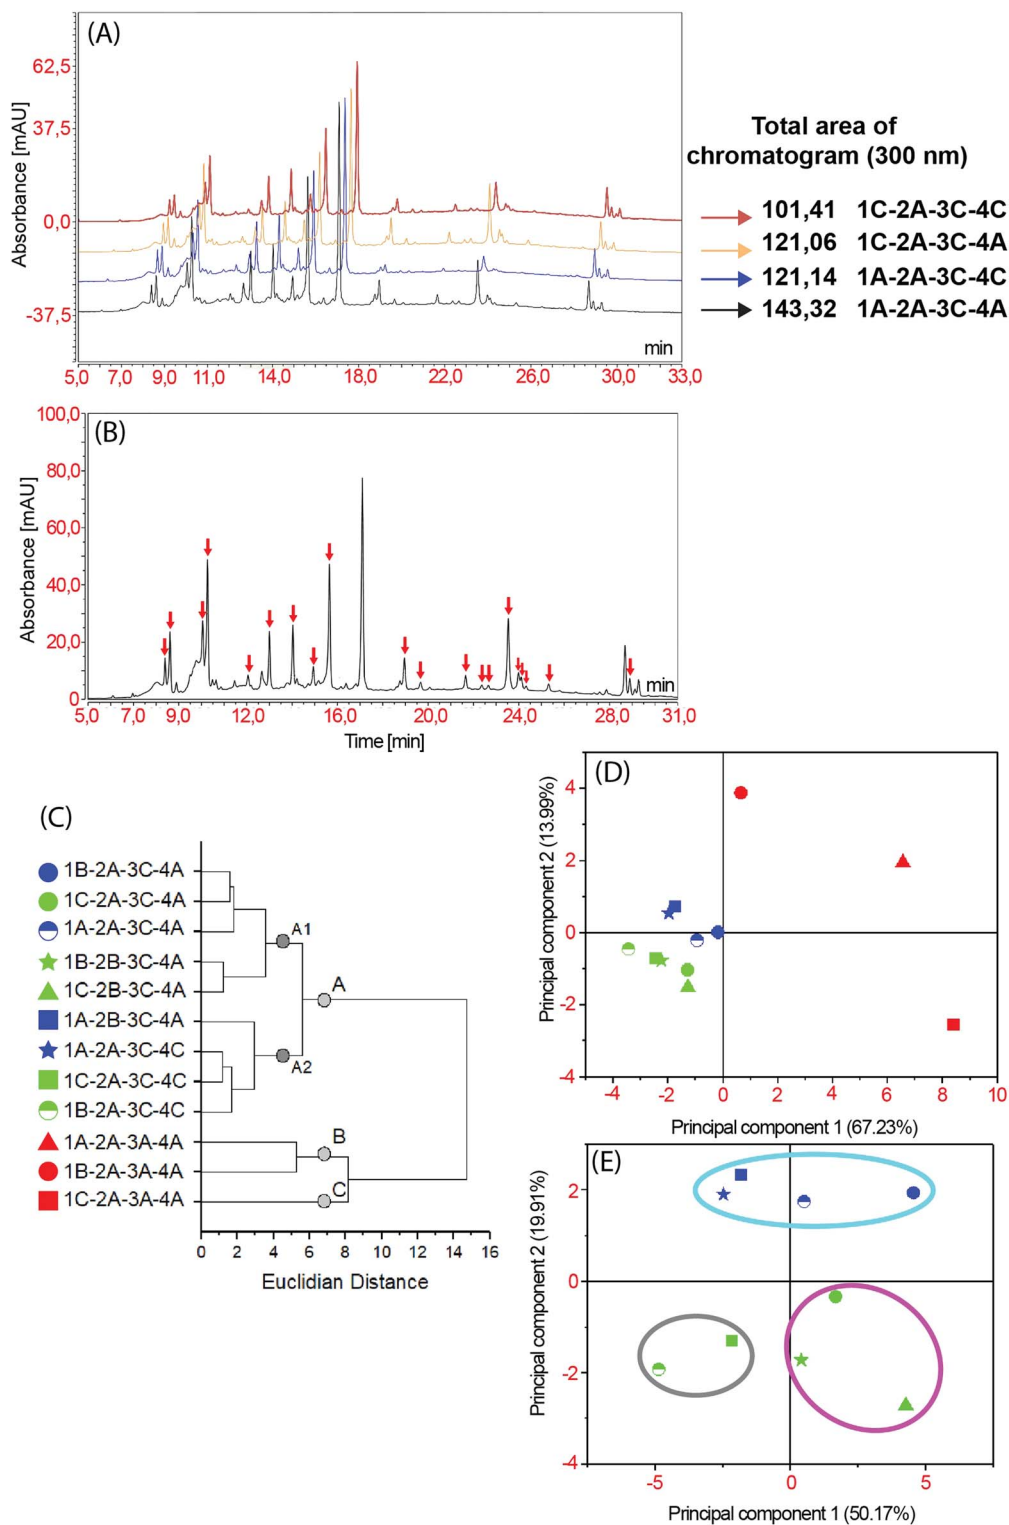 (A)
Absorbance [mAU]
62,5
37,5
0,0
-37,5
min
5,0 7,0 9,0 11,0 14,0 18,0 22,0 26,0 30,0 33,0
Total area of
chromatogram (300 nm)
101,41 1C-2A-3C-4C
121,06 1C-2A-3C-4A
121,14 1A-2A-3C-4C
143,32 1A-2A-3C-4A
(B)
Absorbance [mAU]
100,0
80,0
60,0
40,0
20,0
0
min
5,0 7,0 9,0 12,0 16,0 20,0 24,0 28,0 31,0
Time [min]
(C)
1B-2A-3C-4A
1C-2A-3C-4A
1A-2A-3C-4A
1B-2B-3C-4A
1C-2B-3C-4A
1A-2B-3C-4A
1A-2A-3C-4C
1C-2A-3C-4C
1B-2A-3C-4C
1A-2A-3A-4A
1B-2A-3A-4A
1C-2A-3A-4A
A1
A
A2
B
C
0 2 4 6 8 10 12 14 16
Euclidian Distance
(D)
Principal component 2 (13.99%)
4
2
0
-2
-4
-4 -2 0 2 4 6 8 10
Principal component 1 (67.23%)
(E)
Principal component 2 (19.91%)
2
0
-2
-4
-5 0 5
Principal component 1 (50.17%)